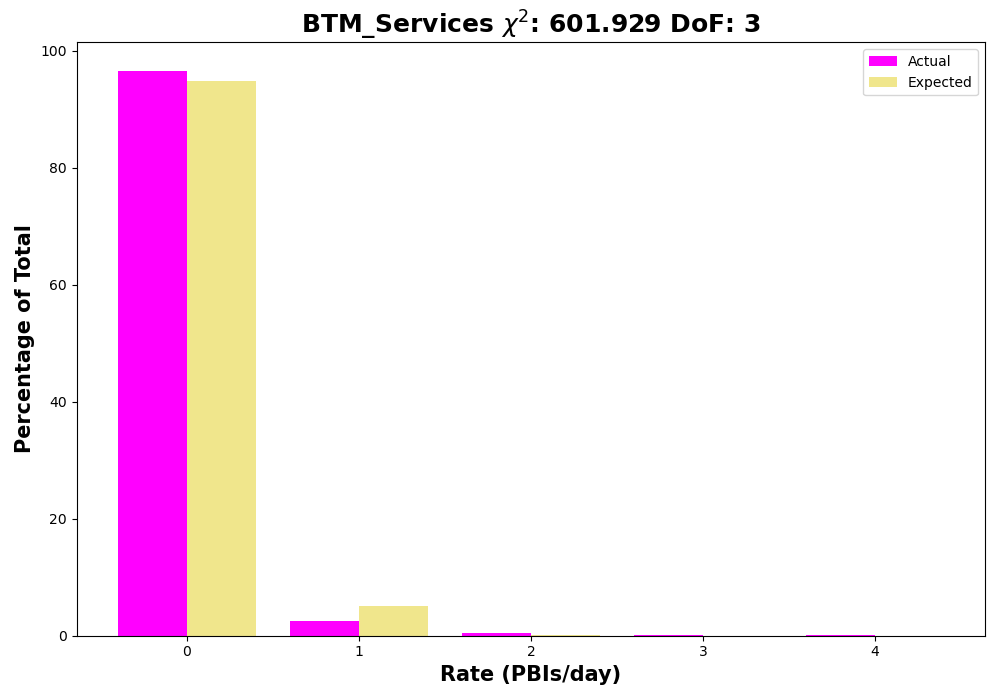 BTM_Services χ²: 601.929 DoF: 3
Actual
Expected
Percentage of Total
100
80
60
40
20
0
0 1 2 3 4
Rate (PBIs/day)